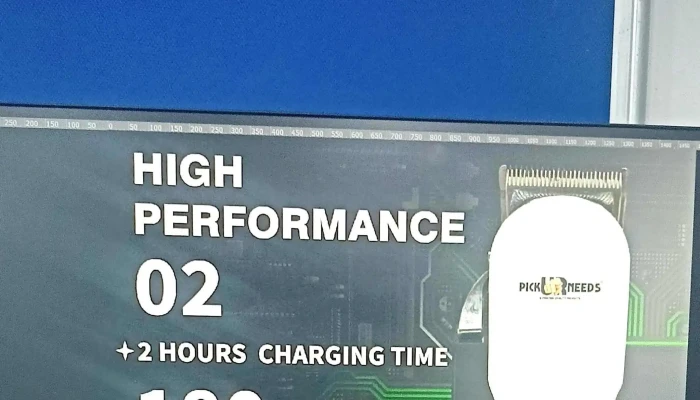 HIGH
PERFORMANCE
02
2 HOURS CHARGING TIME
PICK UR NEEDS